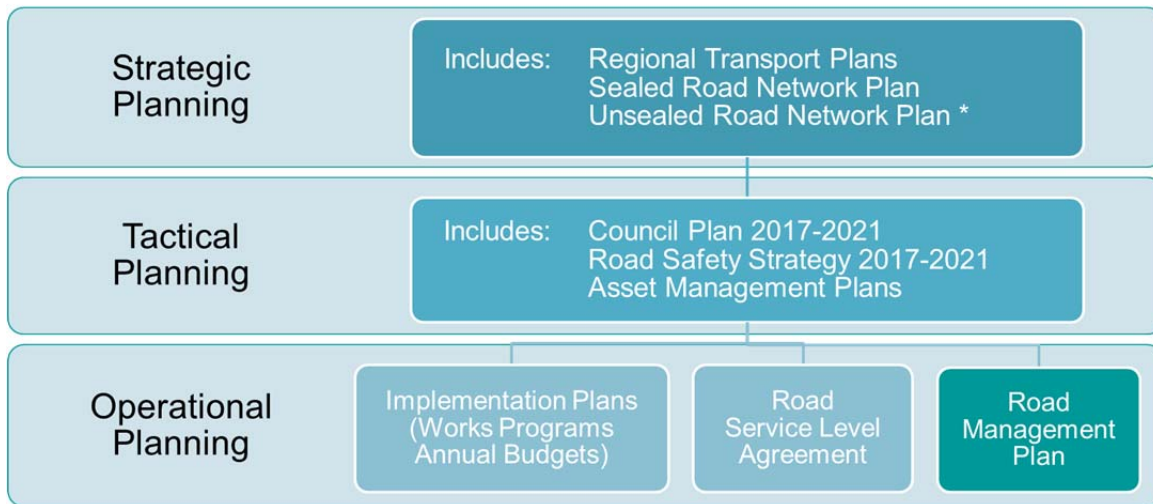 Strategic
Planning
Includes: Regional Transport Plans
Sealed Road Network Plan
Unsealed Road Network Plan *
Tactical
Planning
Includes: Council Plan 2017-2021
Road Safety Strategy 2017-2021
Asset Management Plans
Operational
Planning
Implementation Plans
(Works Programs
Annual Budgets)
Road
Service Level
Agreement
Road
Management
Plan